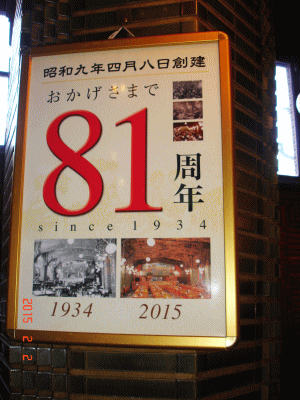 昭和九年四月八日創建
おかげさまで
81
周年
since 1934
1934
2015
2015 2 2